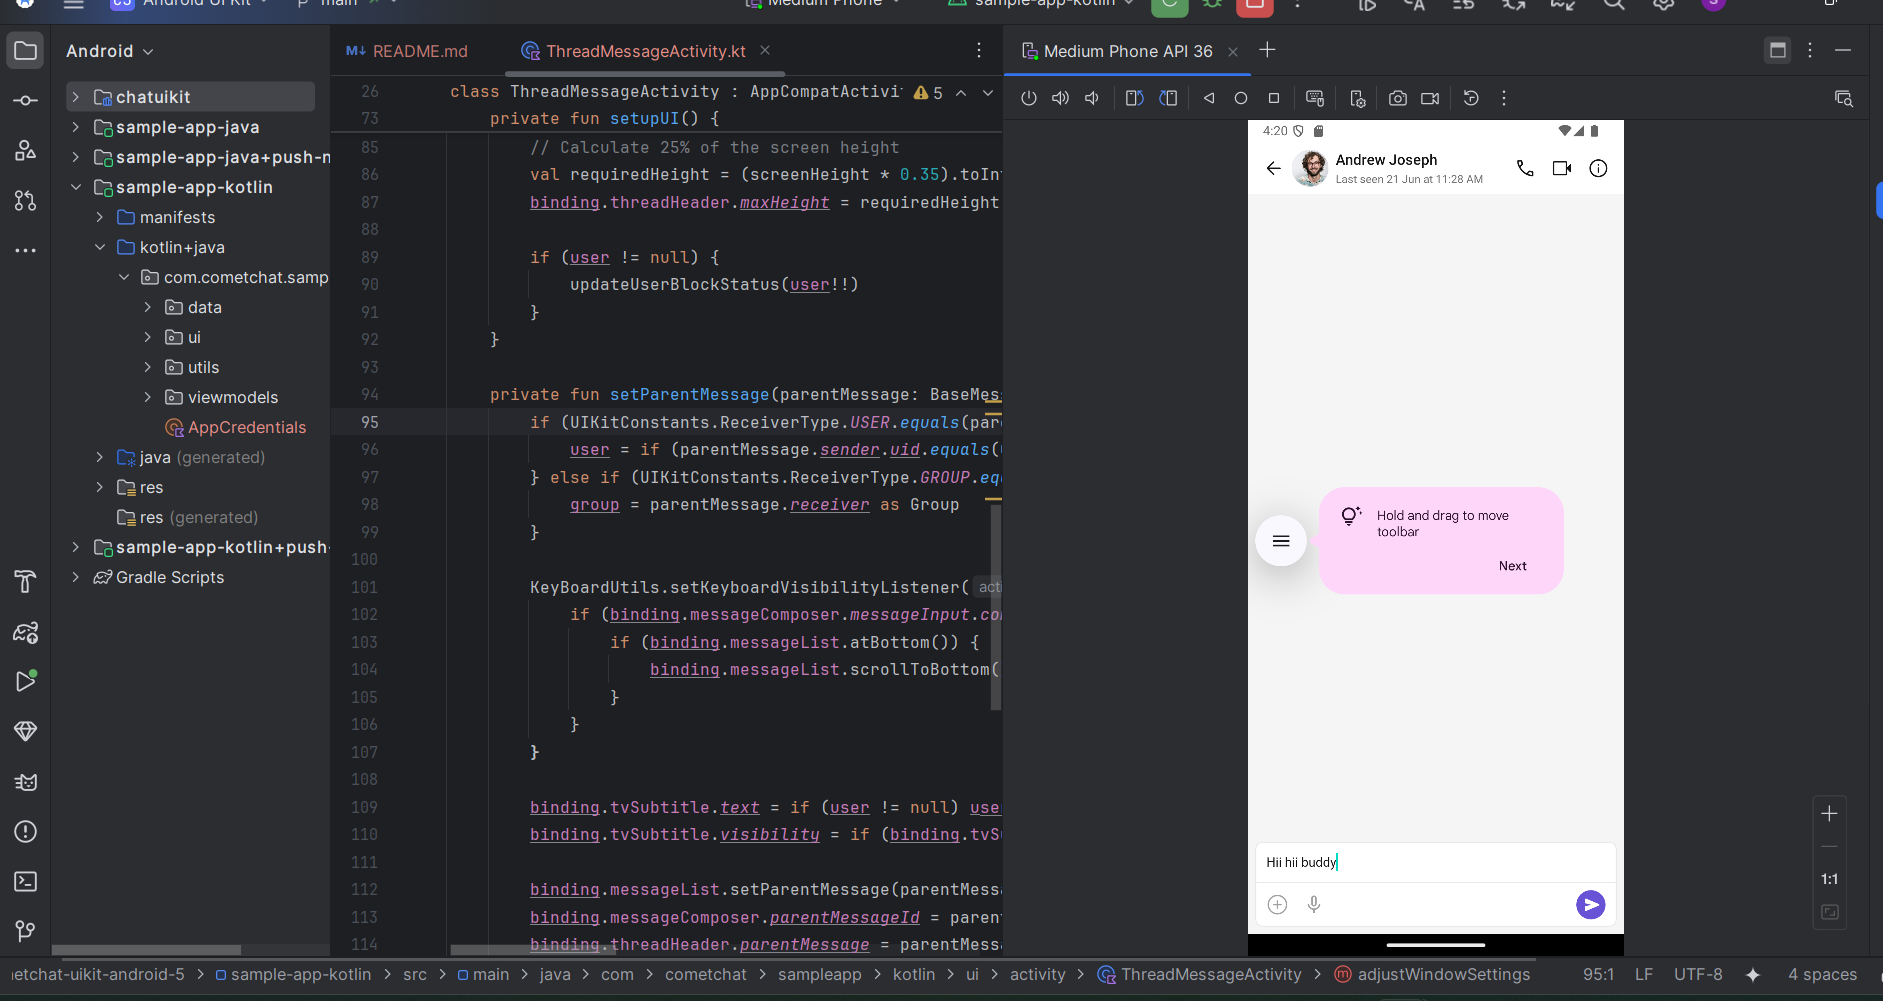 Android UI Kit
main
Medium Phone
sample-app-kotlin
Android
README.md
ThreadMessageActivity.kt
Medium Phone API 36
chatuikit
sample-app-java
sample-app-java+push-n
sample-app-kotlin
manifests
kotlin+java
com.cometchat.samp
data
ui
utils
viewmodels
AppCredentials
java (generated)
res
res (generated)
sample-app-kotlin+push-
Gradle Scripts
26 class ThreadMessageActivity : AppCompatActivi 5
73 private fun setupUI() {
85 // Calculate 25% of the screen height
86 val requiredHeight = (screenHeight * 0.35).toIn
87 binding.threadHeader.maxHeight = requiredHeight
88
89 if (user != null) {
90 updateUserBlockStatus(user!!)
91 }
92 }
93
94 private fun setParentMessage(parentMessage: BaseMes
95 if (UIKitConstants.ReceiverType.USER.equals(par
96 user = if (parentMessage.sender.uid.equals(
97 } else if (UIKitConstants.ReceiverType.GROUP.eq
98 group = parentMessage.receiver as Group
99 }
100
101 KeyBoardUtils.setKeyboardVisibilityListener( acti
102 if (binding.messageComposer.messageInput.co
103 if (binding.messageList.atBottom()) {
104 binding.messageList.scrollToBottom(
105 }
106 }
107 }
108
109 binding.tvSubtitle.text = if (user != null) use
110 binding.tvSubtitle.visibility = if (binding.tvS
111
112 binding.messageList.setParentMessage(parentMess
113 binding.messageComposer.parentMessageId = paren
114 binding.threadHeader.parentMessage = parentMess
4:20
Andrew Joseph
Last seen 21 Jun at 11:28 AM
Hold and drag to move
toolbar
Next
Hii hii buddy
1:1
etchat-uikit-android-5 > sample-app-kotlin > src > main > java > com > cometchat > sampleapp > kotlin > ui > activity > ThreadMessageActivity > adjustWindowSettings 95:1 LF UTF-8 4 spaces